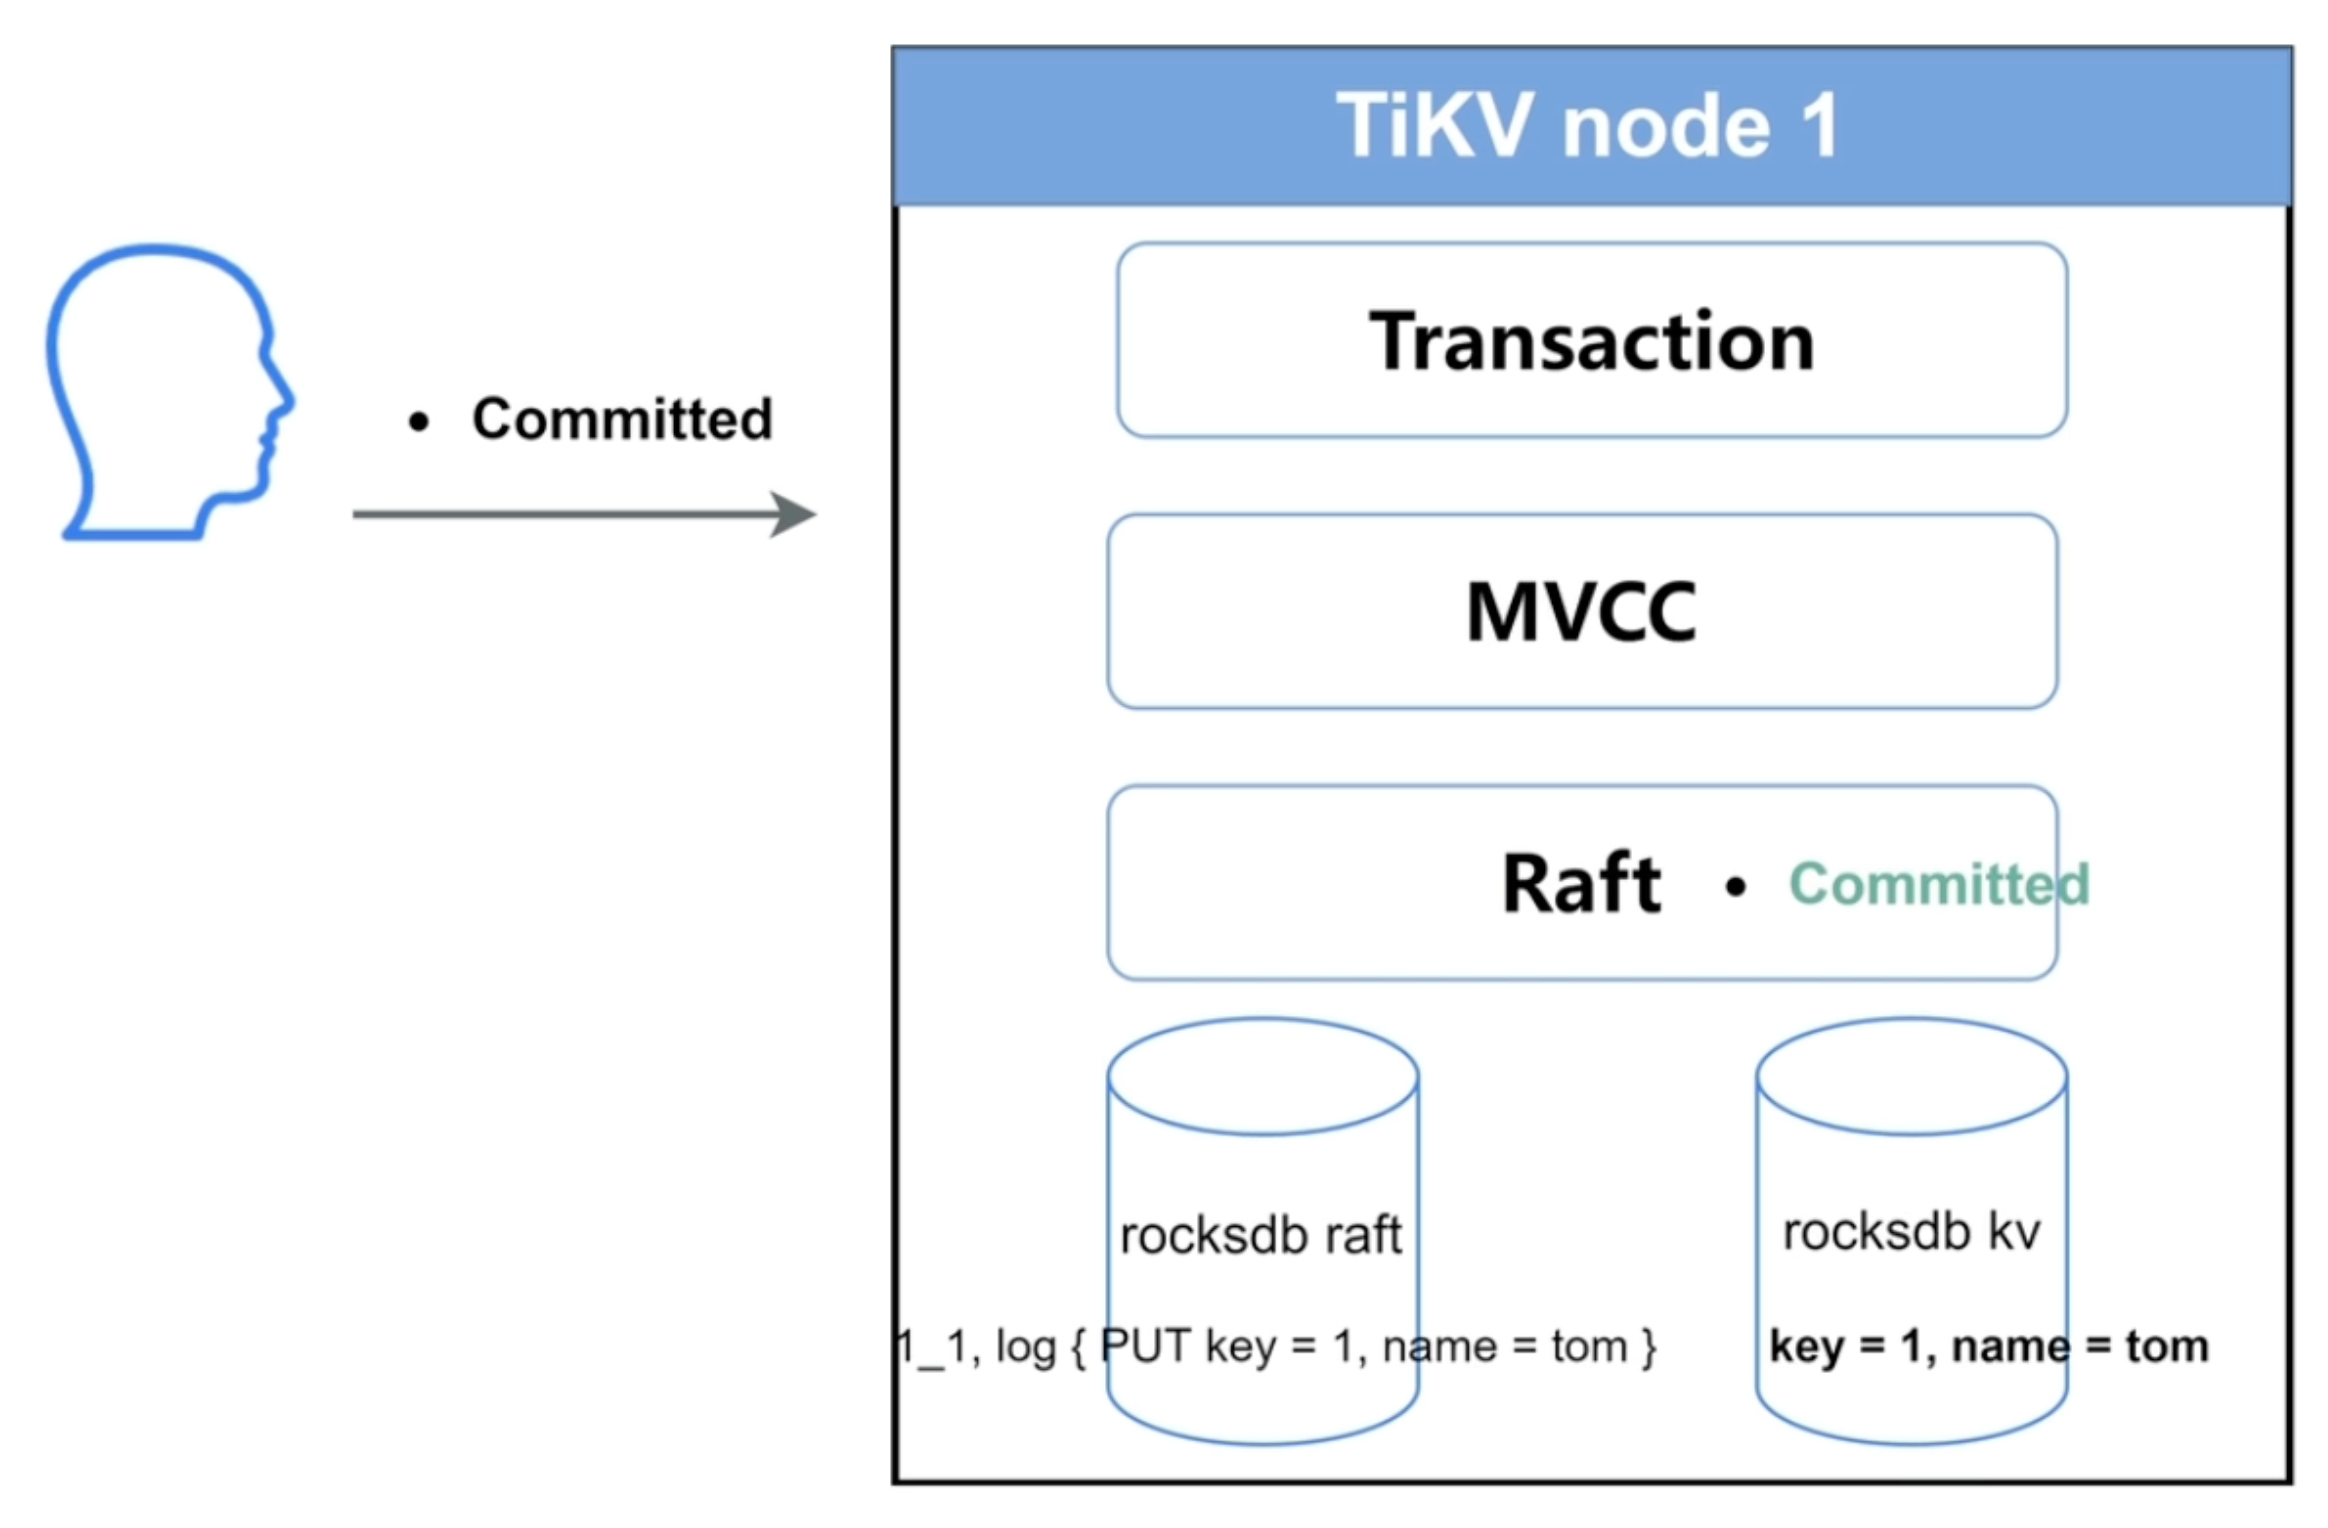 TiKV node 1
Transaction
• Committed
MVCC
Raft • Committed
rocksdb raft
rocksdb kv
1_1, log { PUT key = 1, name = tom }
key = 1, name = tom